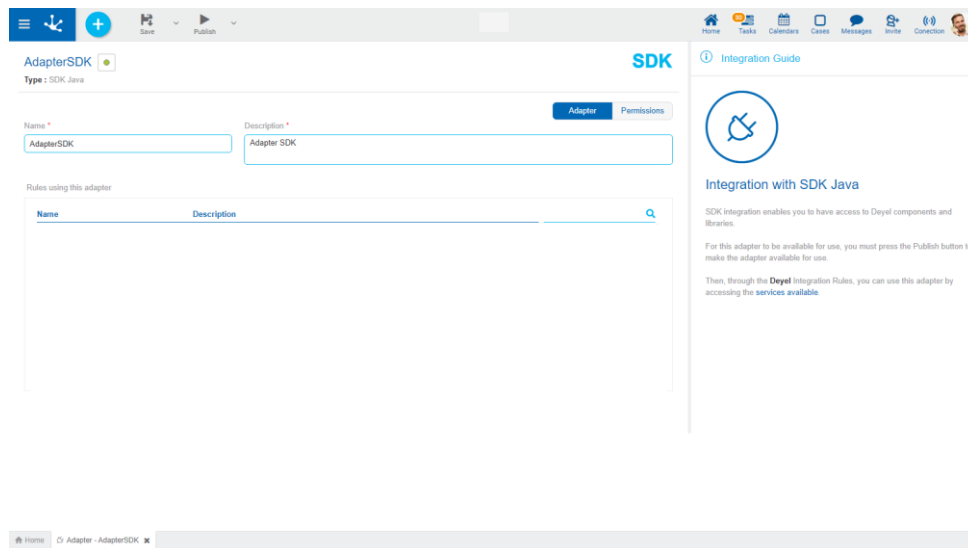 Save
Publish
Home
30
Tasks
Calendars
Cases
Messages
Invite
Conection
AdapterSDK
SDK
Type : SDK Java
Integration Guide
Adapter
Permissions
Name *
Description *
AdapterSDK
Adapter SDK
Rules using this adapter
Name
Description
Integration with SDK Java
SDK integration enables you to have access to Deyel components and
libraries.
For this adapter to be available for use, you must press the Publish button
make the adapter available for use.
Then, through the Deyel Integration Rules, you can use this adapter by
accessing the services available.
Home
Adapter - AdapterSDK